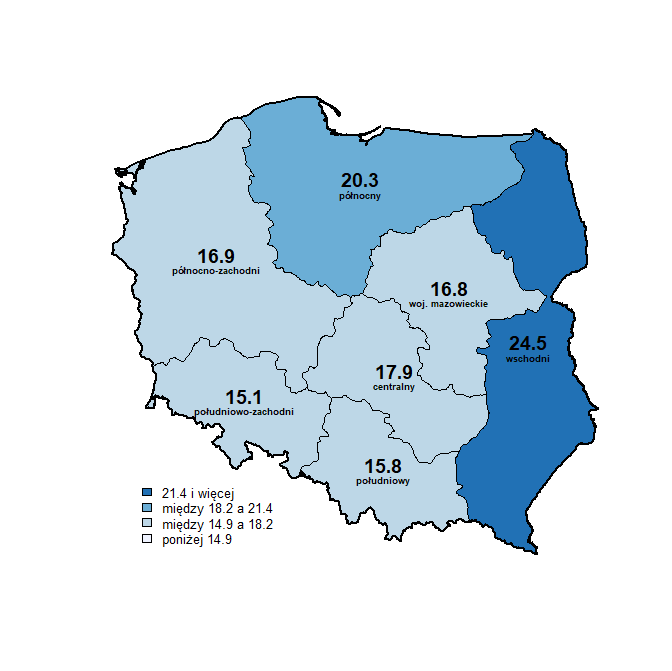 20.3
północny
16.9
północno-zachodni
16.8
woj. mazowieckie
24.5
wschodni
17.9
centralny
15.1
południowo-zachodni
15.8
południowy
21.4 i więcej
między 18.2 a 21.4
między 14.9 a 18.2
poniżej 14.9